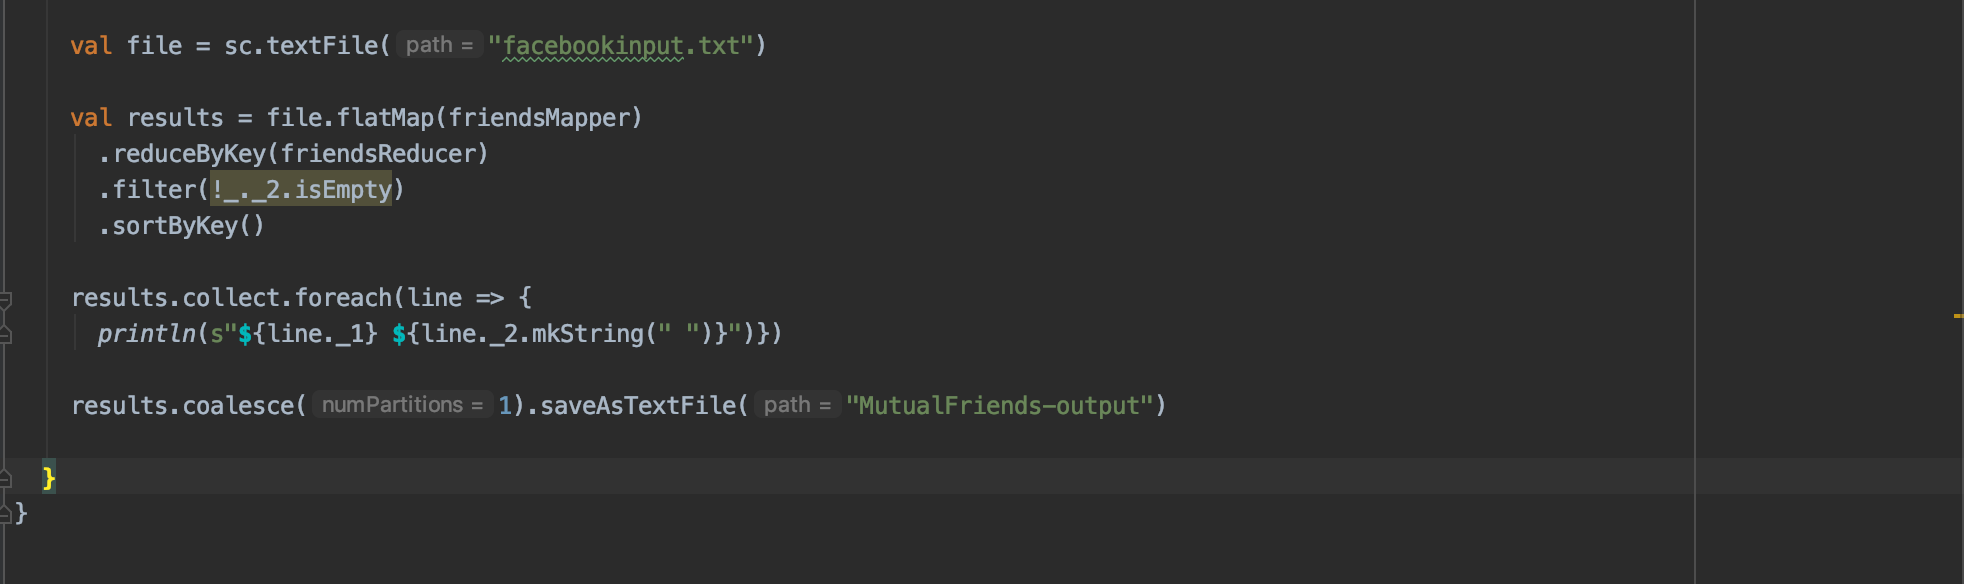 val file = sc.textFile( path = "facebookinput.txt")
val results = file.flatMap(friendsMapper)
.reduceByKey(friendsReducer)
.filter(!_._2.isEmpty)
.sortByKey()
results.collect.foreach(line => {
println(s"${line._1} ${line._2.mkString(" ")}")})
results.coalesce( numPartitions = 1).saveAsTextFile( path = "MutualFriends-output")
}
}